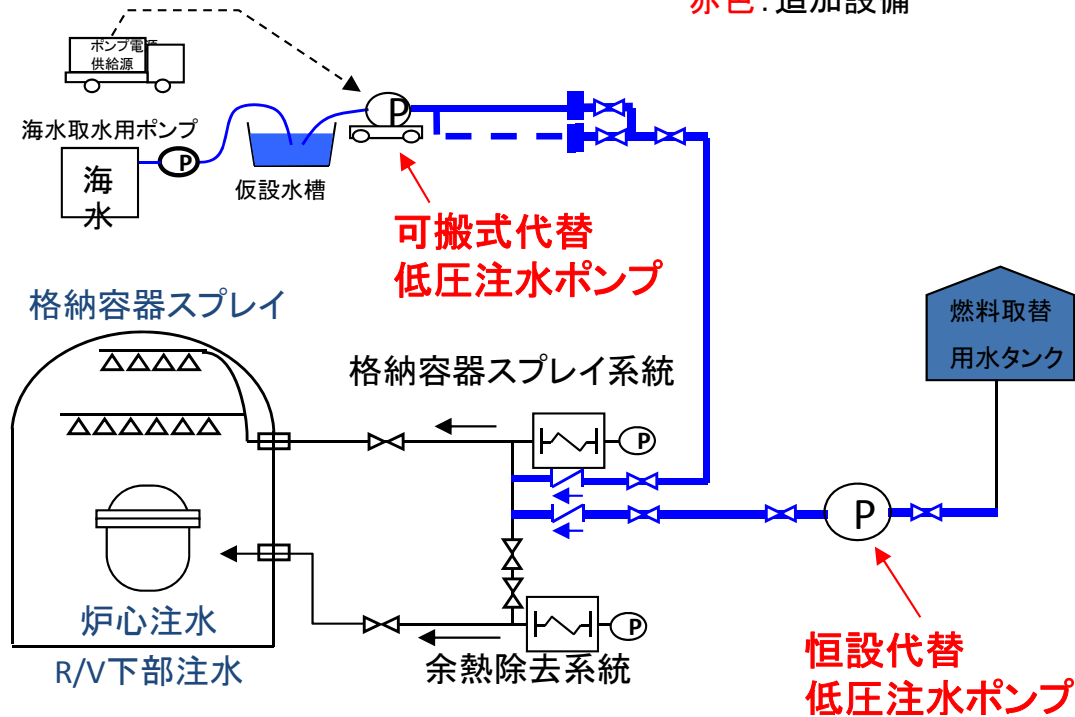 赤色：追加設備
ポンプ電源
供給源
海水取水用ポンプ
P
P
海
水
仮設水槽
可搬式代替
低圧注水ポンプ
格納容器スプレイ
燃料取替
用水タンク
格納容器スプレイ系統
P
P
炉心注水
R/V下部注水
P
余熱除去系統
恒設代替
低圧注水ポンプ